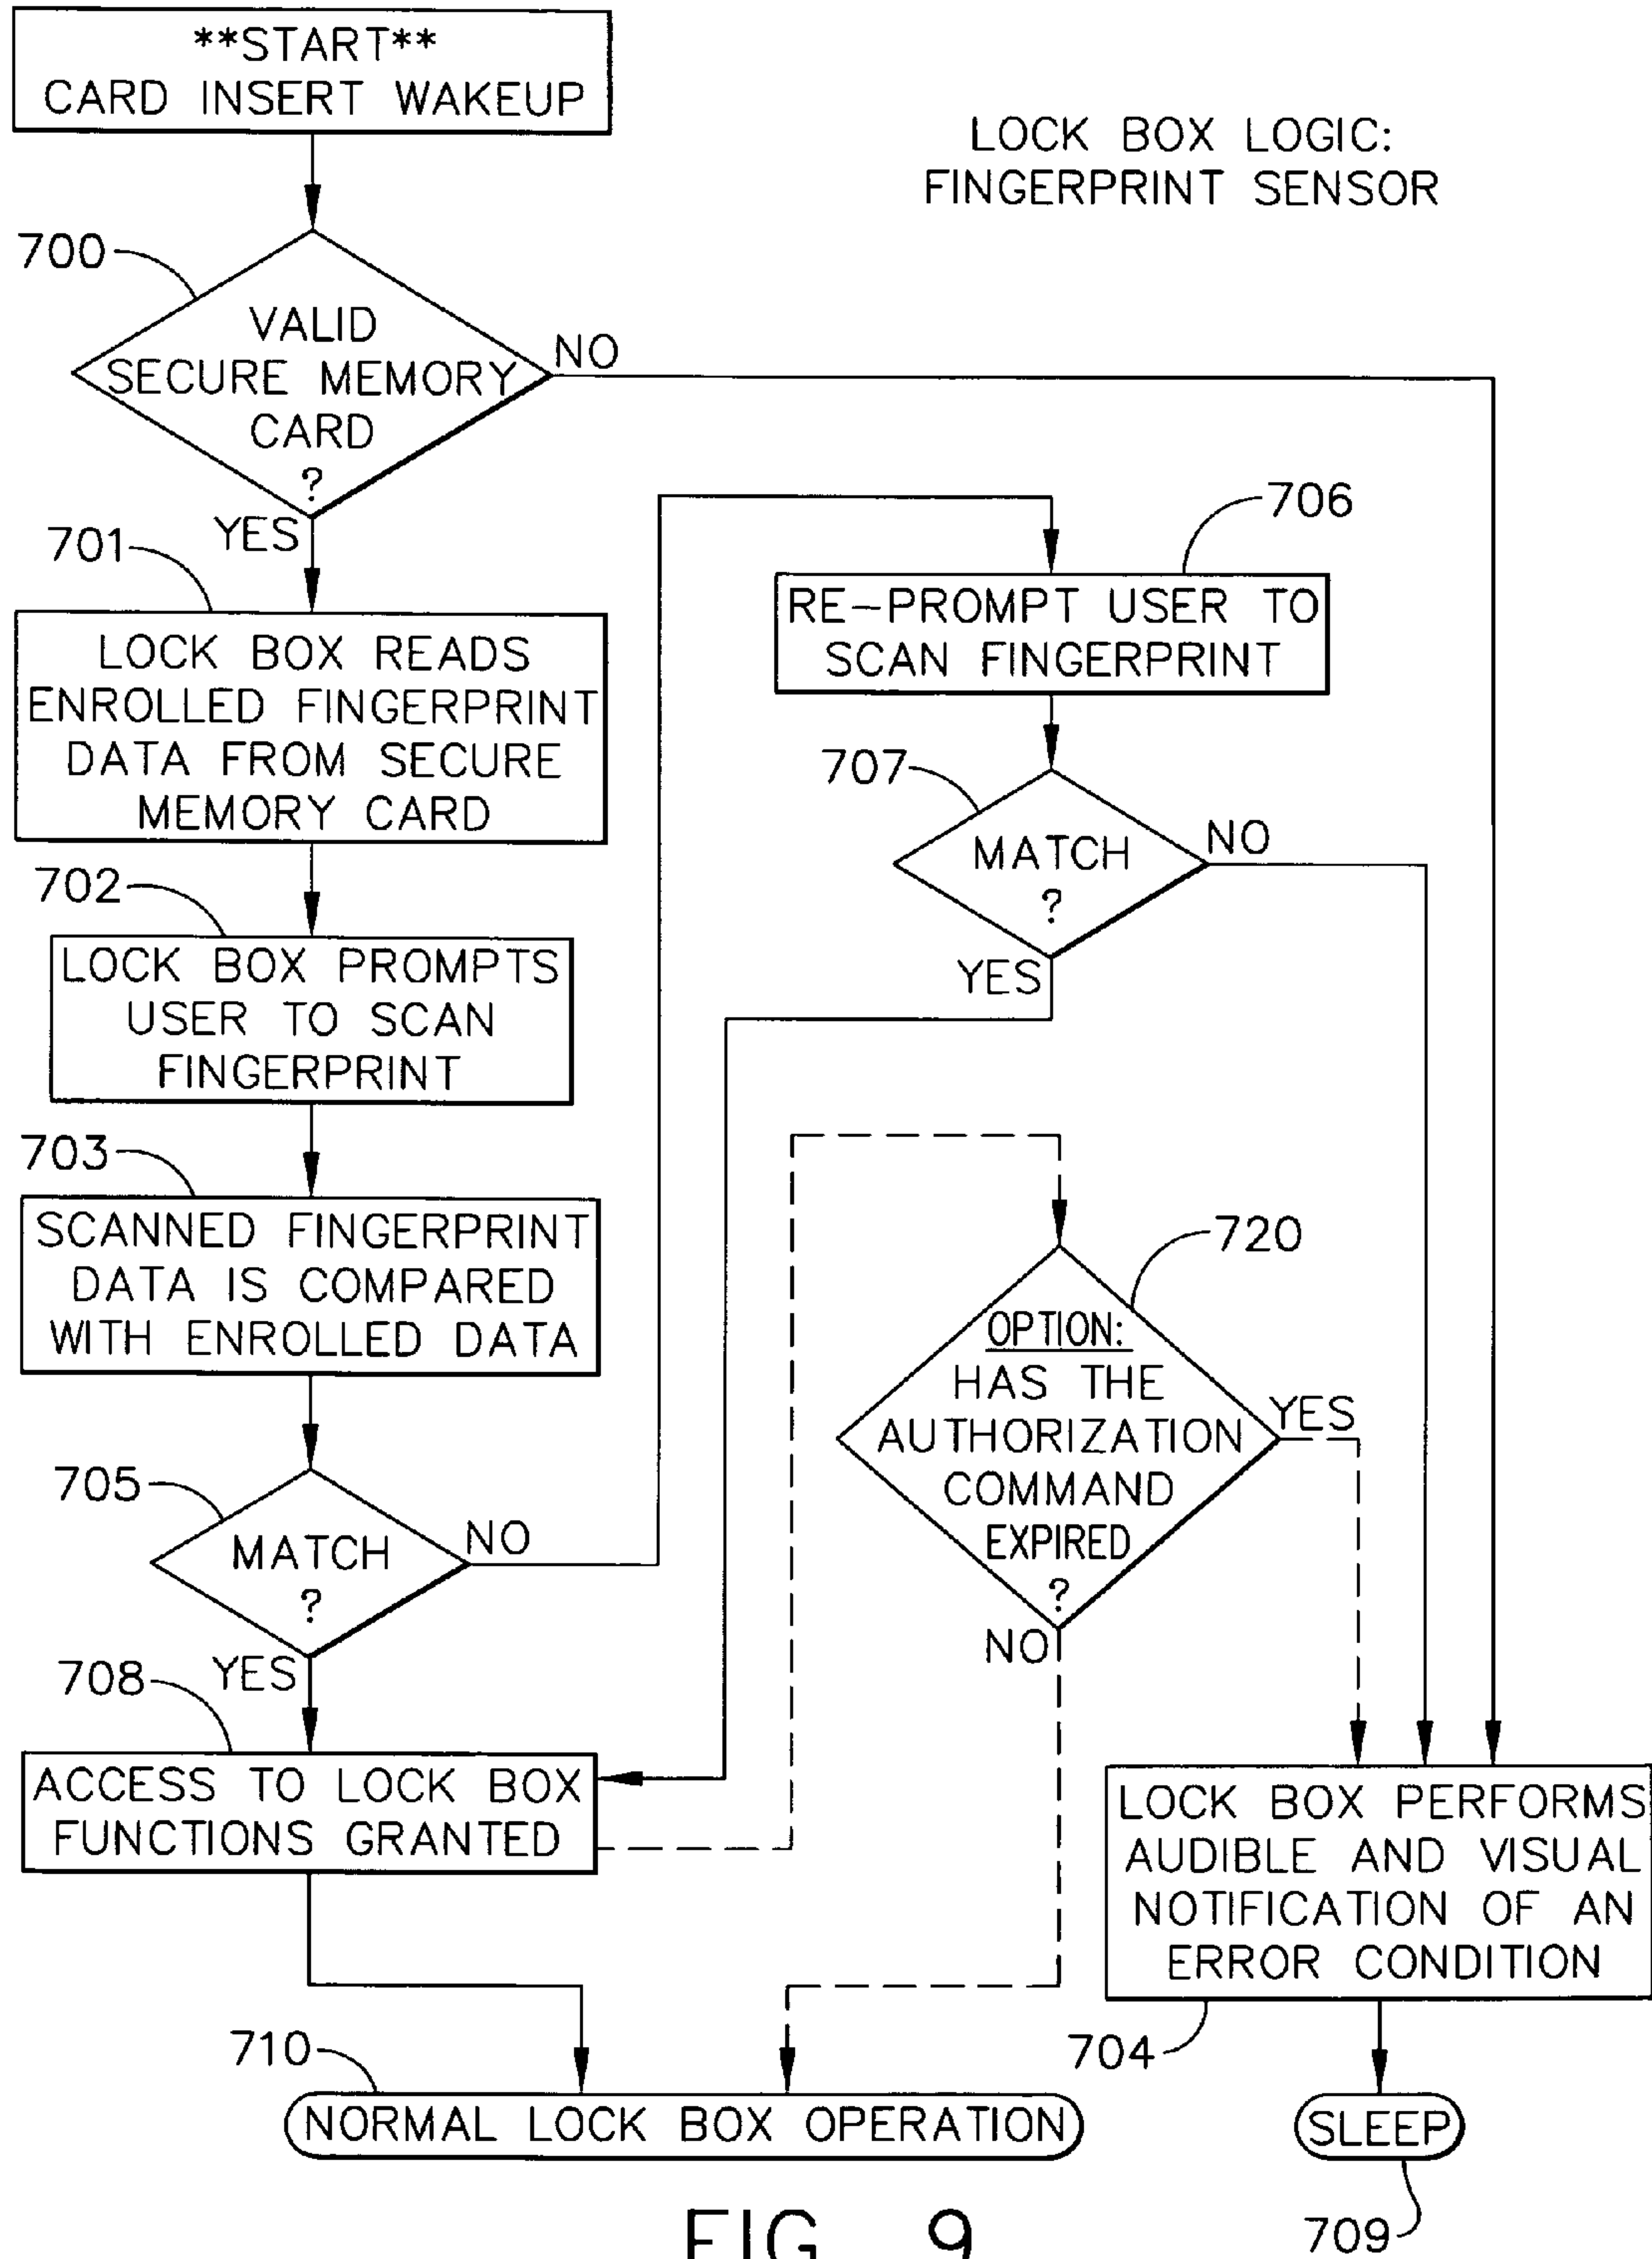 **START**
CARD INSERT WAKEUP
LOCK BOX LOGIC:
FINGERPRINT SENSOR
700
VALID
SECURE MEMORY
CARD
?
NO
YES
701
LOCK BOX READS
ENROLLED FINGERPRINT
DATA FROM SECURE
MEMORY CARD
702
LOCK BOX PROMPTS
USER TO SCAN
FINGERPRINT
703
SCANNED FINGERPRINT
DATA IS COMPARED
WITH ENROLLED DATA
705
MATCH
?
NO
YES
706
RE-PROMPT USER TO
SCAN FINGERPRINT
707
MATCH
?
NO
YES
708
ACCESS TO LOCK BOX
FUNCTIONS GRANTED
720
OPTION:
HAS THE
AUTHORIZATION
COMMAND
EXPIRED
?
YES
NO
LOCK BOX PERFORMS
AUDIBLE AND VISUAL
NOTIFICATION OF AN
ERROR CONDITION
704
710
NORMAL LOCK BOX OPERATION
SLEEP
709
FIG. 9